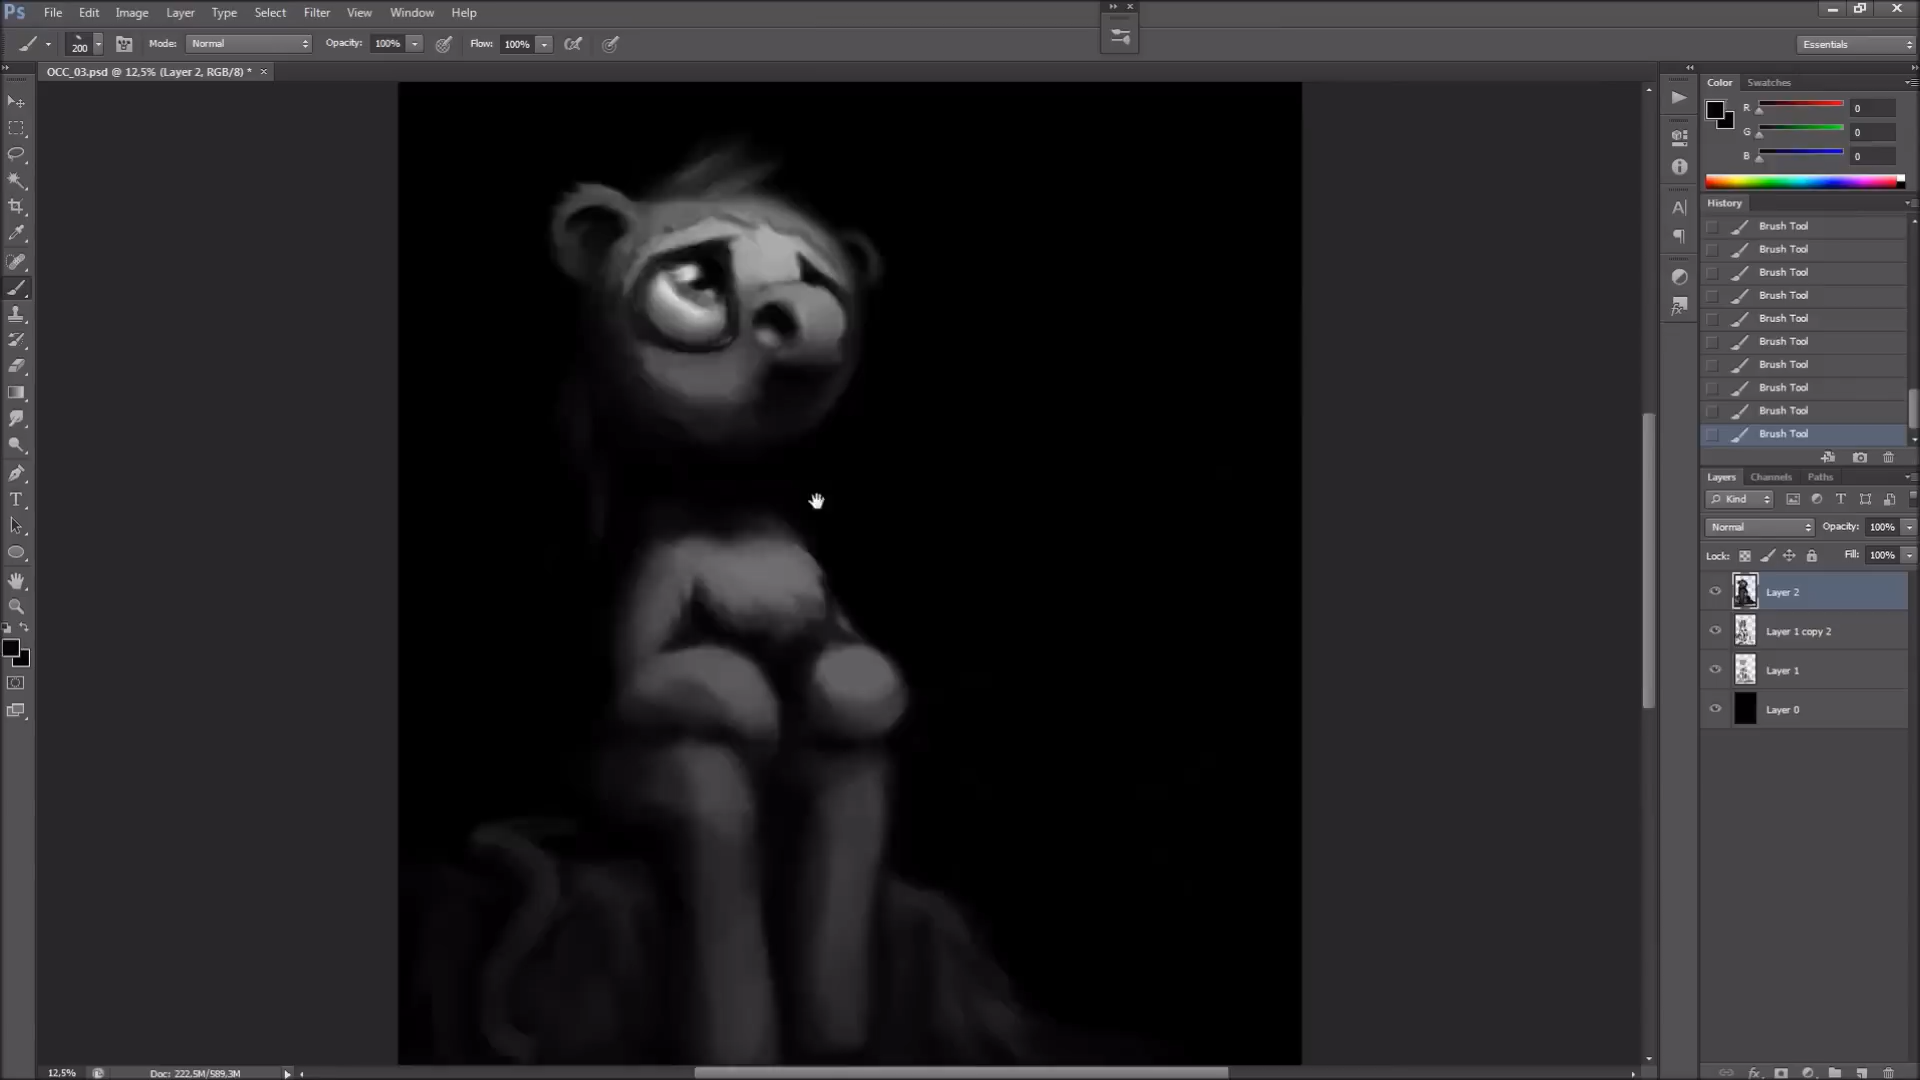 Ps File Edit Image Layer Type Select Filter View Window Help
200 Mode: Normal Opacity: 100% Flow: 100% Essentials
OCC_03.psd @ 12,5% (Layer 2, RGB/8) * ×
Color Swatches
R 0
G 0
B 0
History
Brush Tool
Brush Tool
Brush Tool
Brush Tool
Brush Tool
Brush Tool
Brush Tool
Brush Tool
Brush Tool
Brush Tool
Layers Channels Paths
Kind
Normal Opacity: 100%
Lock: Fill: 100%
Layer 2
Layer 1 copy 2
Layer 1
Layer 0
12,5% Doc: 222,5M/589,3M